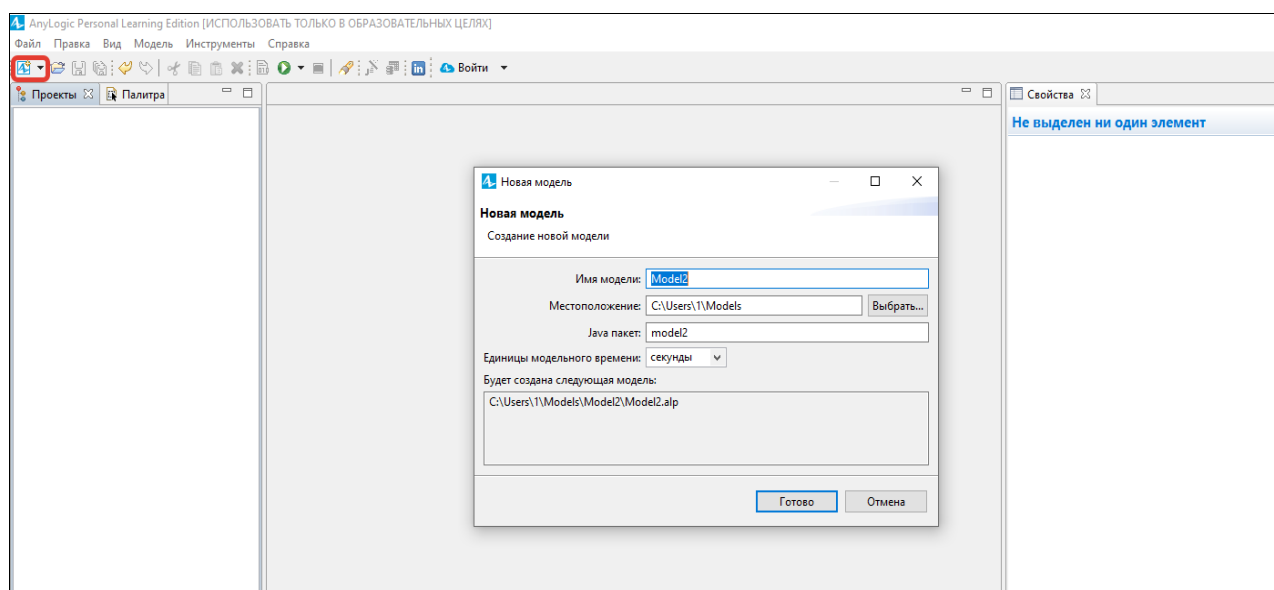 AnyLogic Personal Learning Edition [ИСПОЛЬЗОВАТЬ ТОЛЬКО В ОБРАЗОВАТЕЛЬНЫХ ЦЕЛЯХ]
Файл Правка Вид Модель Инструменты Справка
in Войти
Проекты Палитра
Свойства
Не выделен ни один элемент
Новая модель
Новая модель
Создание новой модели
Имя модели: Model2
Местоположение: C:\Users\1\Models Выбрать...
Java пакет: model2
Единицы модельного времени: секунды
Будет создана следующая модель:
C:\Users\1\Models\Model2\Model2.alp
Готово Отмена